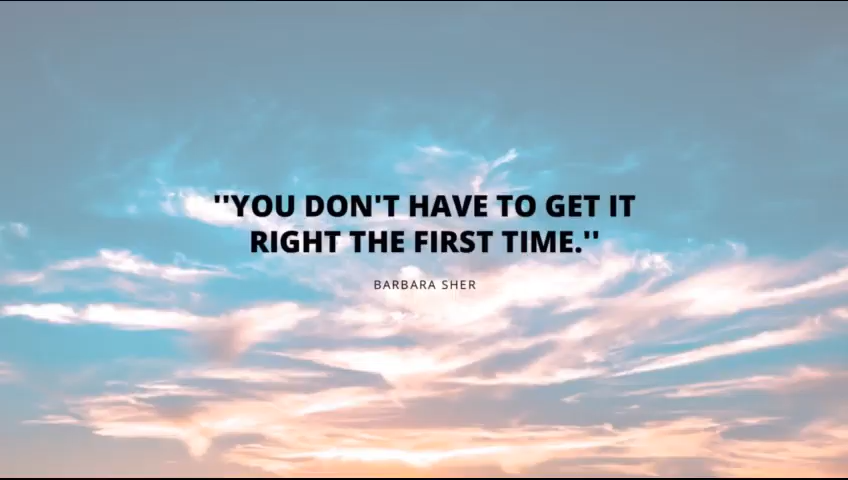 ''YOU DON'T HAVE TO GET IT
RIGHT THE FIRST TIME.''
BARBARA SHER